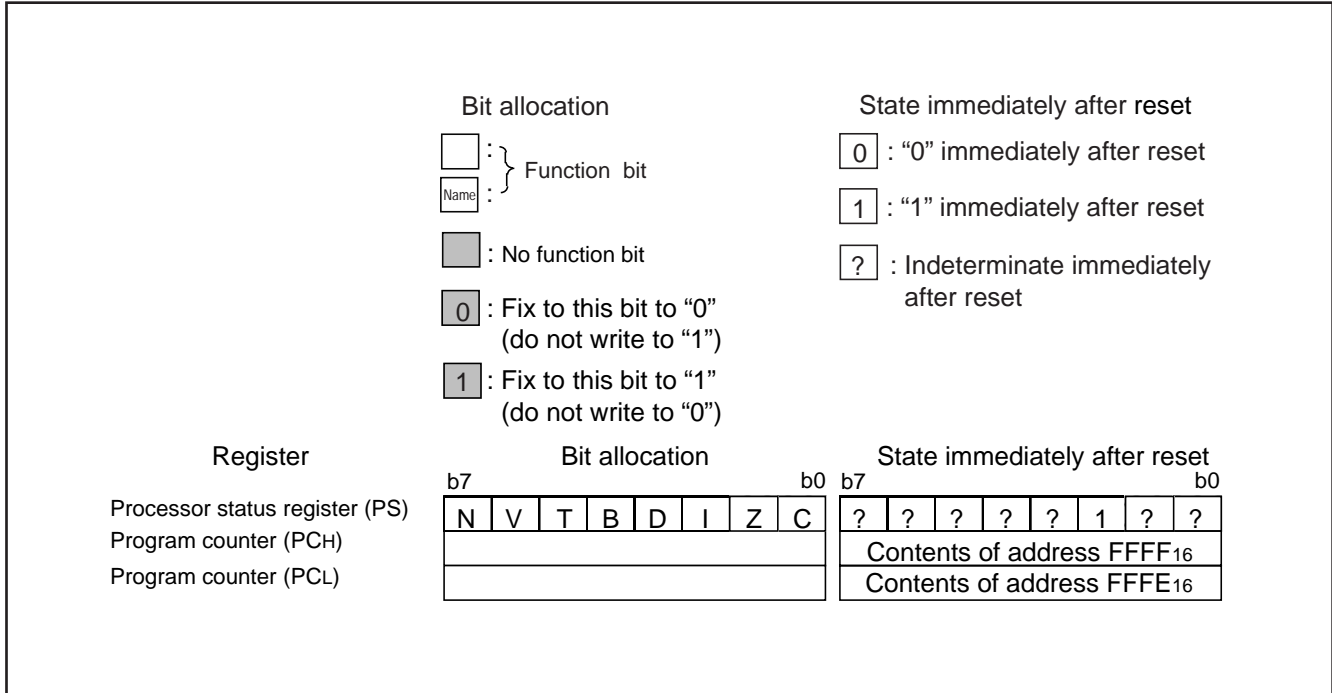 Bit allocation
:
Name :
Function bit
: No function bit
0 : Fix to this bit to “0”
(do not write to “1”)
1 : Fix to this bit to “1”
(do not write to “0”)
State immediately after reset
0 : “0” immediately after reset
1 : “1” immediately after reset
? : Indeterminate immediately
after reset
Register Bit allocation State immediately after reset
b7 b0 b7 b0
Processor status register (PS) N V T B D I Z C ? ? ? ? ? 1 ? ?
Program counter (PCH) Contents of address FFFF16
Program counter (PCL) Contents of address FFFE16